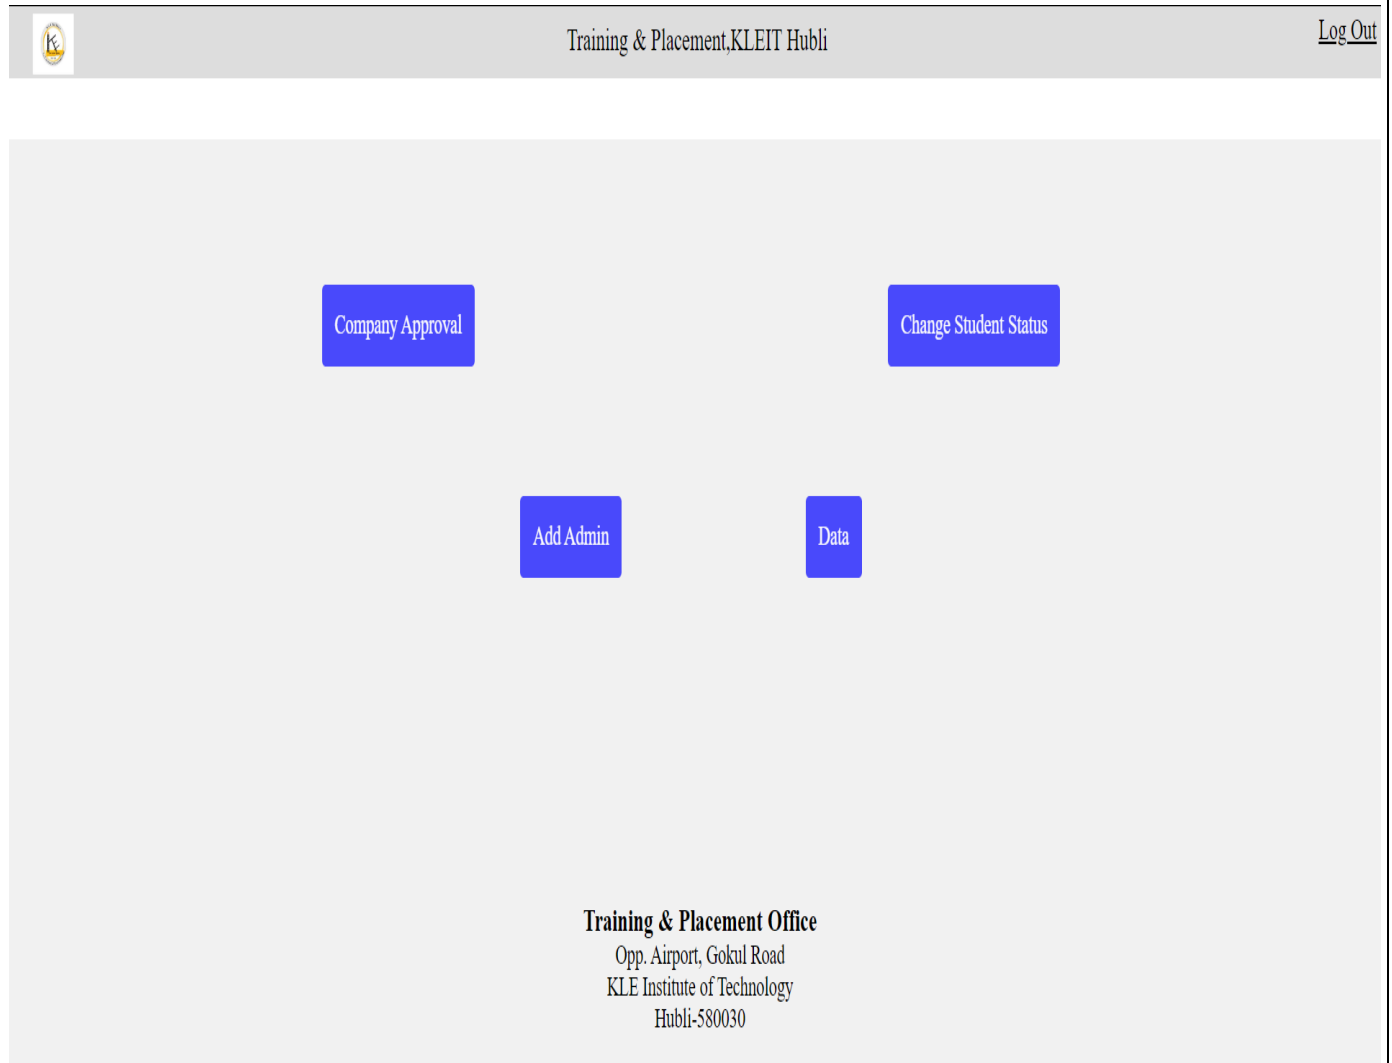 Training & Placement,KLEIT Hubli
Log Out
Company Approval
Change Student Status
Add Admin
Data
Training & Placement Office
Opp. Airport, Gokul Road
KLE Institute of Technology
Hubli-580030